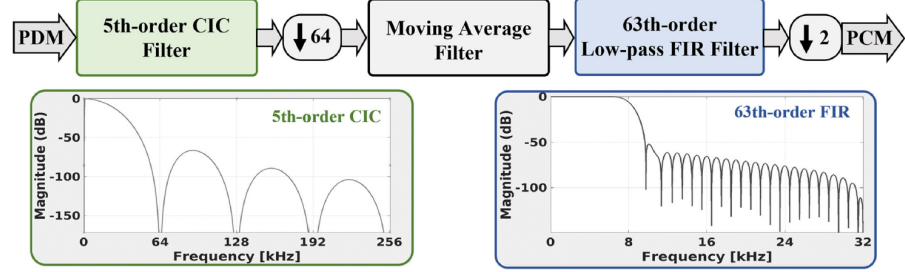 PDM
5th-order CIC
Filter
64
Moving Average
Filter
63th-order
Low-pass FIR Filter
2
PCM
5th-order CIC
Magnitude (dB)
0
-50
-100
-150
0 64 128 192 256
Frequency [kHz]
63th-order FIR
Magnitude (dB)
0
-50
-100
0 8 16 24 32
Frequency [kHz]